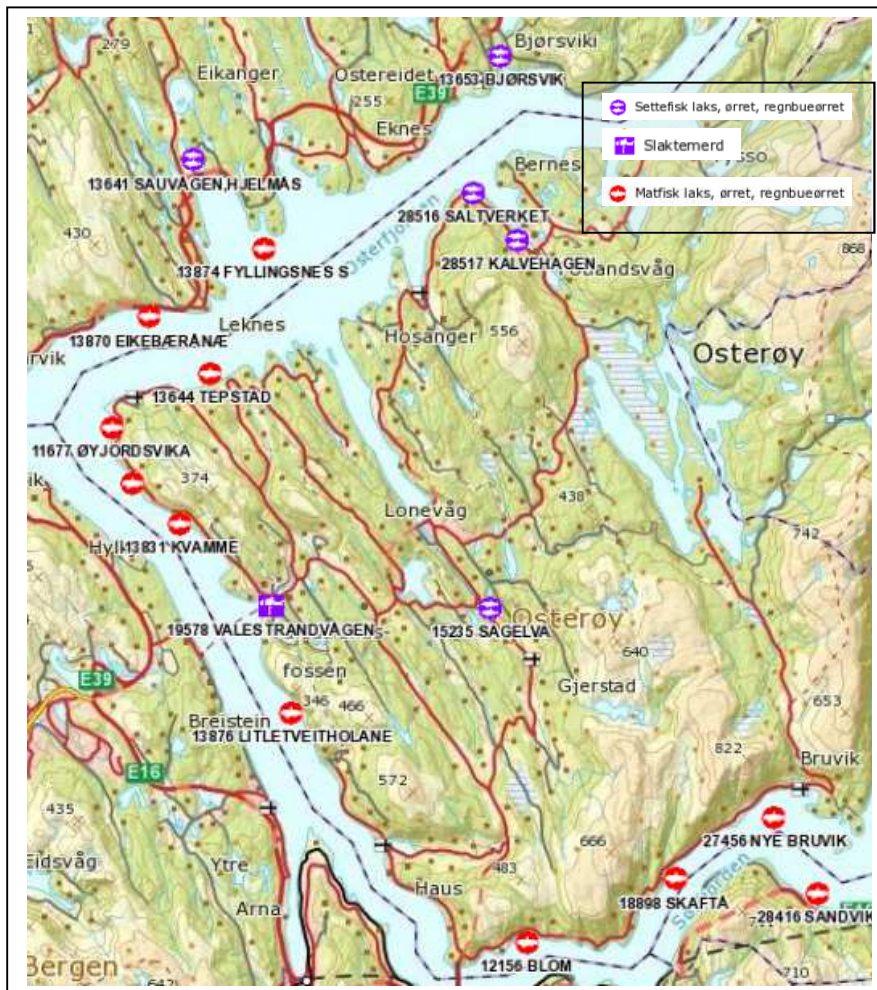 279
Eikanger
Ostereidet
Bjørsviki
13653 BJØRSVIK
E39
255
Eknes
Settefisk laks, ørret, regnbueørret
Slaktemerd
Matfisk laks, ørret, regnbueørret
13641 SAUVÅGEN,HJELMÅS
Bernes
28516 SALTVERKET
430
13874 FYLLINGSNES S
Osterfjorden
28517 KALVEHAGEN
868
13870 EIKEBÆRANÆ
Leknes
Hosanger
556
Osterøy
13644 TEPSTAD
11677 ØYJORDSVIKA
374
438
Lonevåg
742
13831 KVAMME
19578 VALESTRANDVÅGEN
15235 SAGELVA
Osterøy
640
fossen
Gjerstad
E39
346
466
653
Breistein
13876 LITLETVEITHOLANE
822
Bruvik
E16
572
435
27456 NYE BRUVIK
666
Eidsvåg
Ytre
Arna
Haus
483
18898 SKAFTÅ
28416 SANDVIK
12156 BLOM
Bergen
642
710